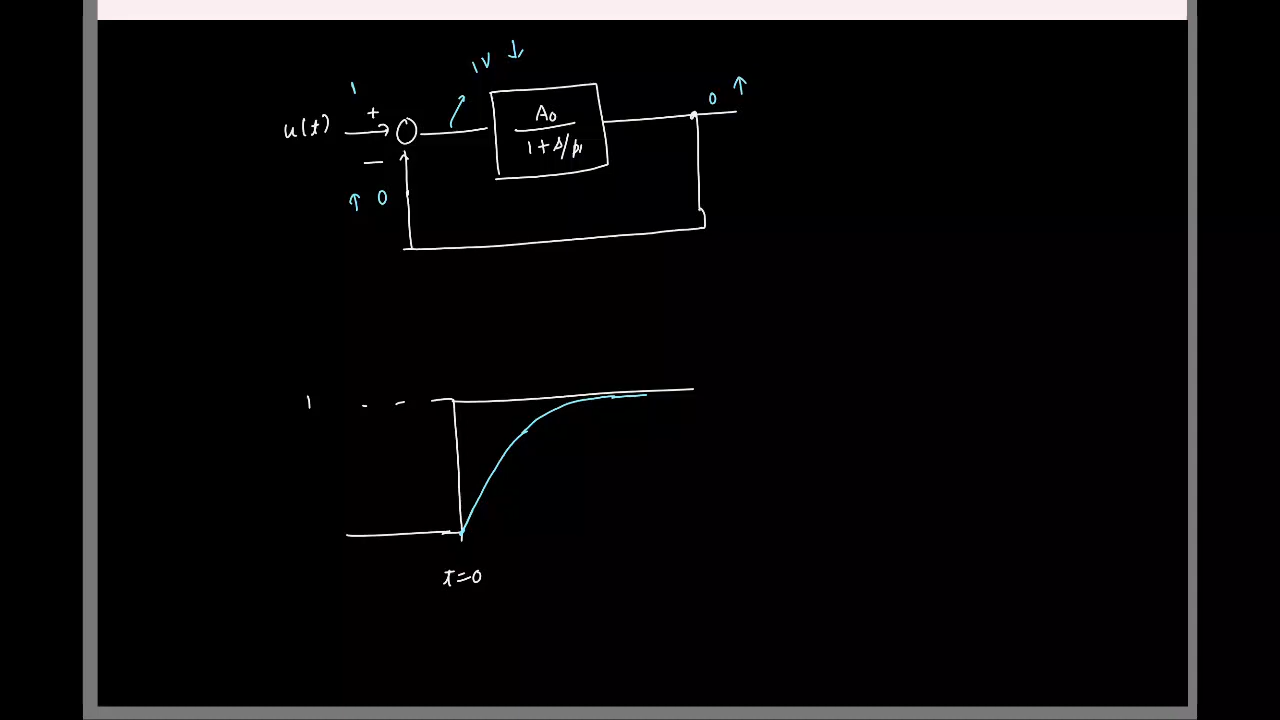 1V ↓
1
0 ↑
u(t)
+
A₀
1 + s/p₁
−
↑ 0
1
t=0